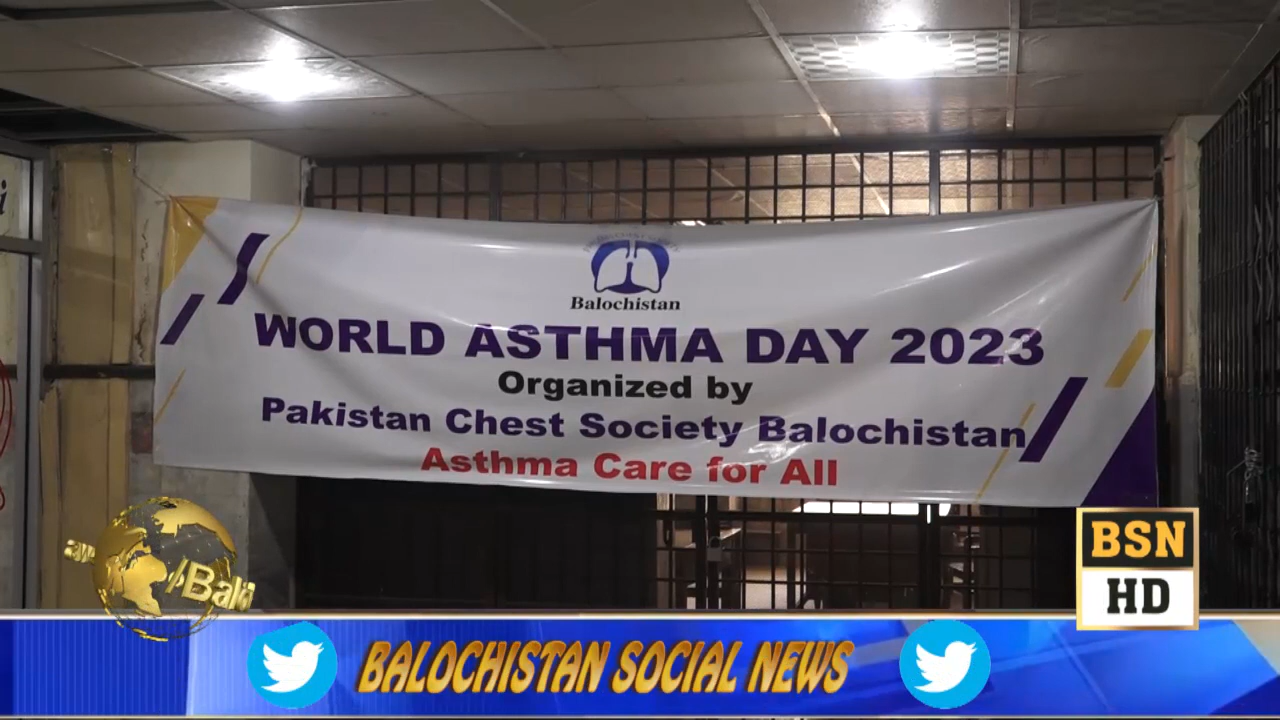 Balochistan
WORLD ASTHMA DAY 2023
Organized by
Pakistan Chest Society Balochistan
Asthma Care for All
BSN
HD
BALOCHISTAN SOCIAL NEWS